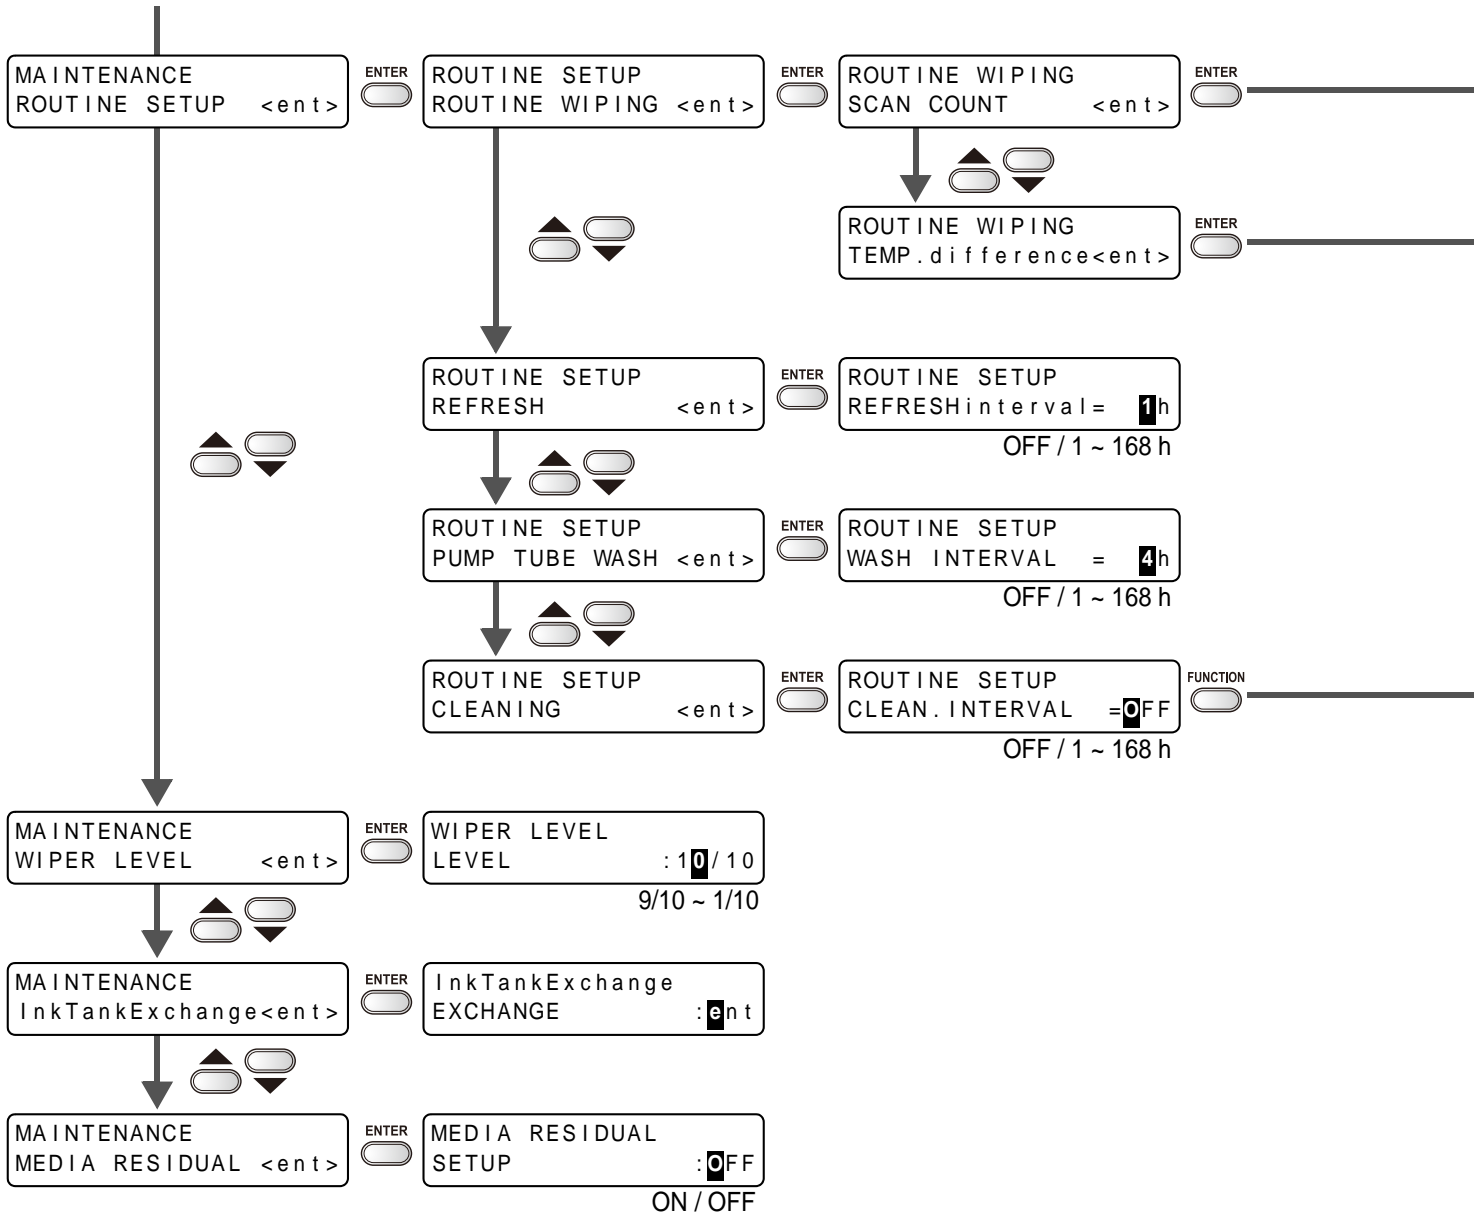 MAINTENANCE
ROUTINE SETUP <ent>
ENTER
ROUTINE SETUP
ROUTINE WIPING <ent>
ENTER
ROUTINE WIPING
SCAN COUNT <ent>
ENTER
ROUTINE WIPING
TEMP.difference<ent>
ENTER
ROUTINE SETUP
REFRESH <ent>
ENTER
ROUTINE SETUP
REFRESHinterval= 1h
OFF / 1 ~ 168 h
ROUTINE SETUP
PUMP TUBE WASH <ent>
ENTER
ROUTINE SETUP
WASH INTERVAL = 4h
OFF / 1 ~ 168 h
ROUTINE SETUP
CLEANING <ent>
ENTER
ROUTINE SETUP
CLEAN.INTERVAL =OFF
FUNCTION
OFF / 1 ~ 168 h
MAINTENANCE
WIPER LEVEL <ent>
ENTER
WIPER LEVEL
LEVEL :10/10
9/10 ~ 1/10
MAINTENANCE
InkTankExchange<ent>
ENTER
InkTankExchange
EXCHANGE :ent
MAINTENANCE
MEDIA RESIDUAL <ent>
ENTER
MEDIA RESIDUAL
SETUP :OFF
ON / OFF